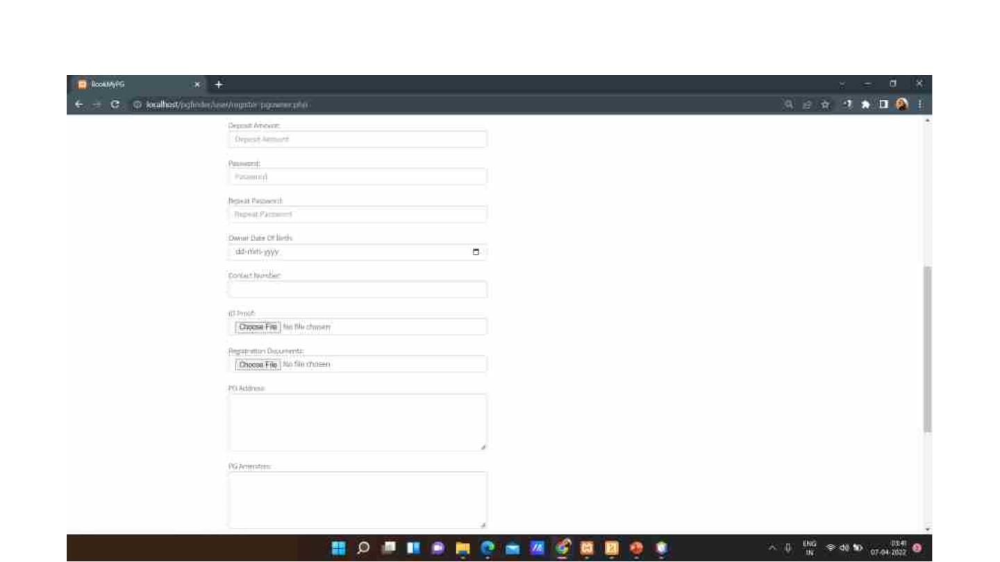 BookMyPG
localhost/pgfinder/user/register-pgowner.php
Deposit Amount:
Deposit Amount
Password:
Password
Repeat Password:
Repeat Password
Owner Date Of Birth:
dd-mm-yyyy
Contact Number:
ID Proof:
Choose File No file chosen
Registration Documents:
Choose File No file chosen
PG Address:
PG Amenities:
ENG
IN
03:41
07-04-2022